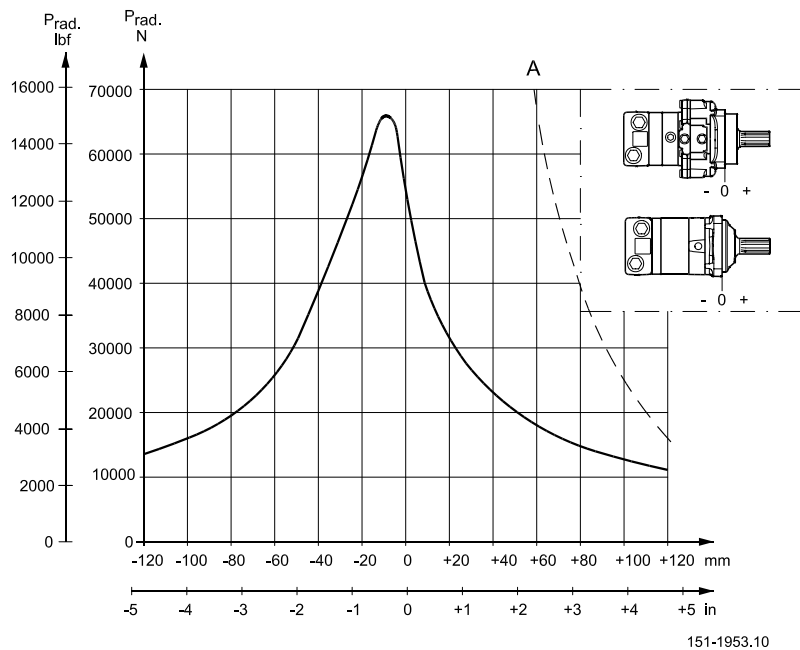 Prad. Prad.
lbf N
A
16000 70000
14000 60000
12000 50000
10000 40000
8000 30000
6000 20000
4000 10000
2000
0 0
- 0 +
- 0 +
-120 -100 -80 -60 -40 -20 0 +20 +40 +60 +80 +100 +120 mm
-5 -4 -3 -2 -1 0 +1 +2 +3 +4 +5 in
151-1953.10